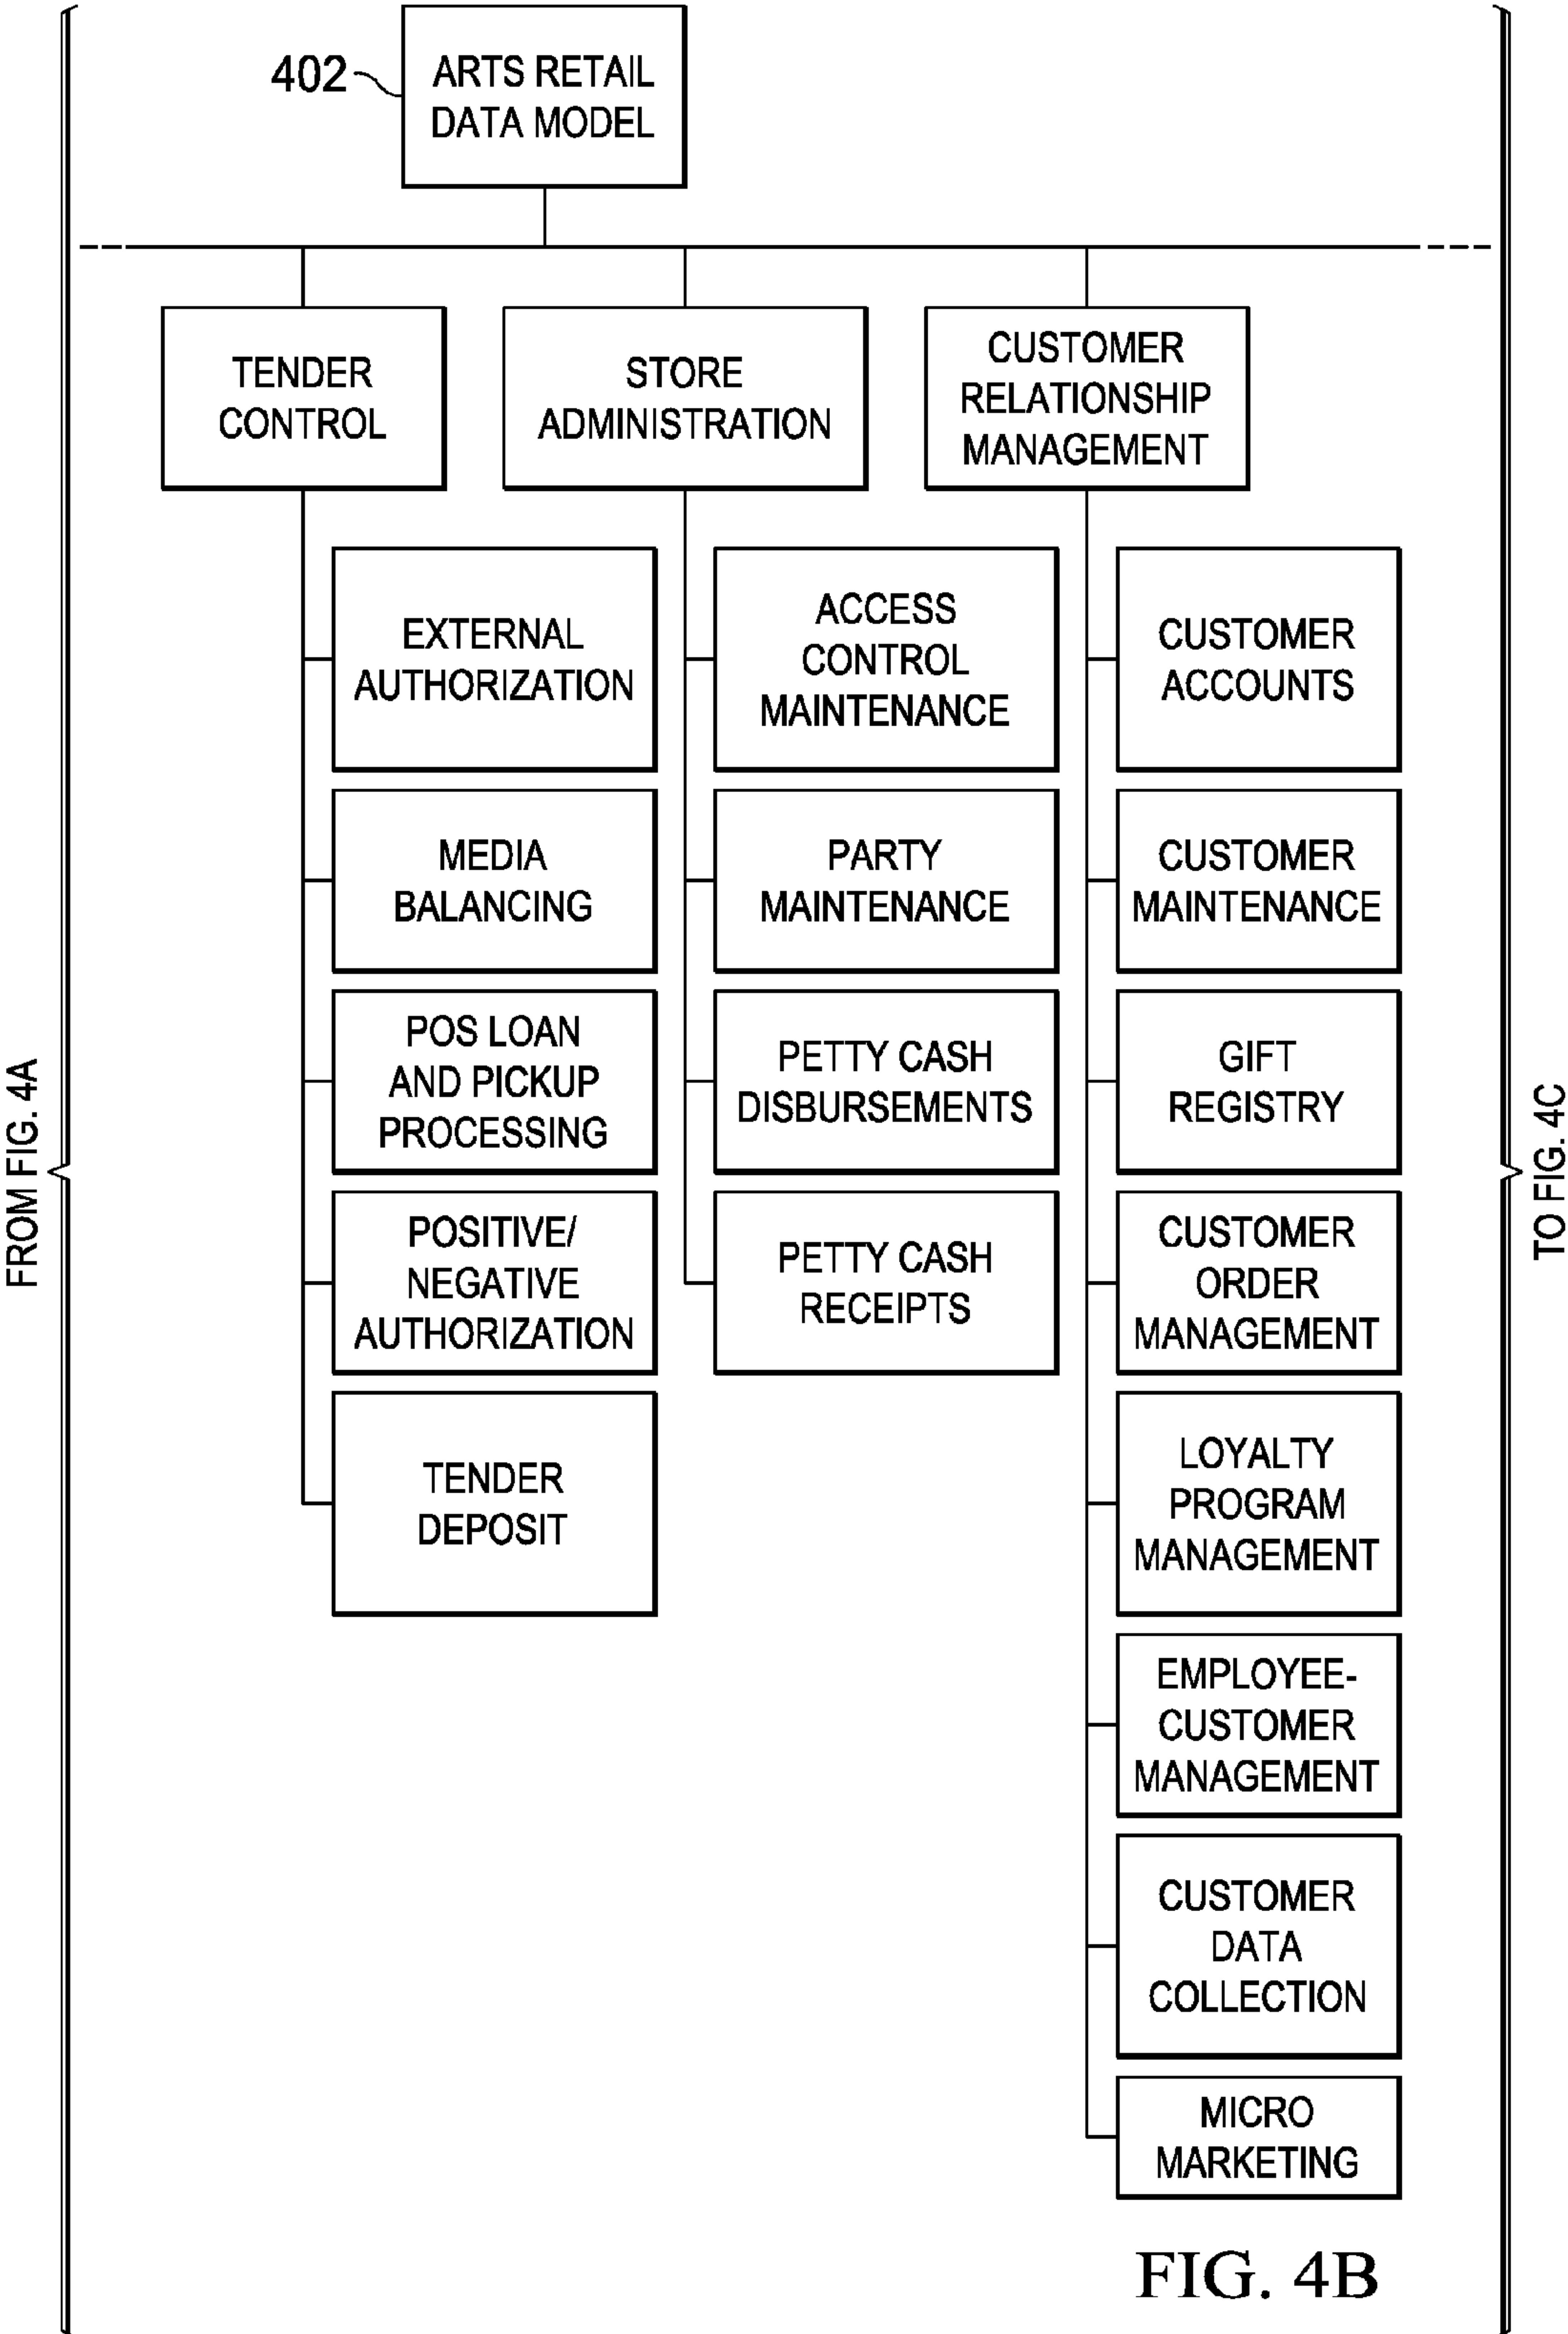 402
ARTS RETAIL
DATA MODEL
TENDER
CONTROL
STORE
ADMINISTRATION
CUSTOMER
RELATIONSHIP
MANAGEMENT
EXTERNAL
AUTHORIZATION
MEDIA
BALANCING
POS LOAN
AND PICKUP
PROCESSING
POSITIVE/
NEGATIVE
AUTHORIZATION
TENDER
DEPOSIT
ACCESS
CONTROL
MAINTENANCE
PARTY
MAINTENANCE
PETTY CASH
DISBURSEMENTS
PETTY CASH
RECEIPTS
CUSTOMER
ACCOUNTS
CUSTOMER
MAINTENANCE
GIFT
REGISTRY
CUSTOMER
ORDER
MANAGEMENT
LOYALTY
PROGRAM
MANAGEMENT
EMPLOYEE-
CUSTOMER
MANAGEMENT
CUSTOMER
DATA
COLLECTION
MICRO
MARKETING
FROM FIG. 4A
TO FIG. 4C
FIG. 4B